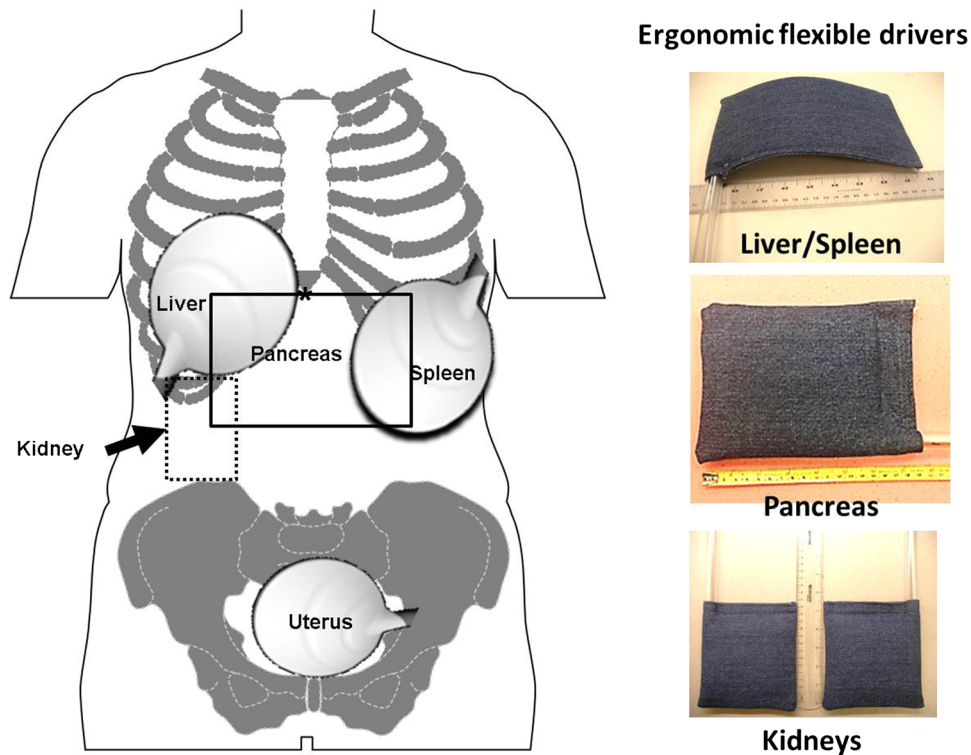 Ergonomic flexible drivers
Liver
*
Pancreas
Spleen
Kidney
Uterus
Liver/Spleen
Pancreas
Kidneys